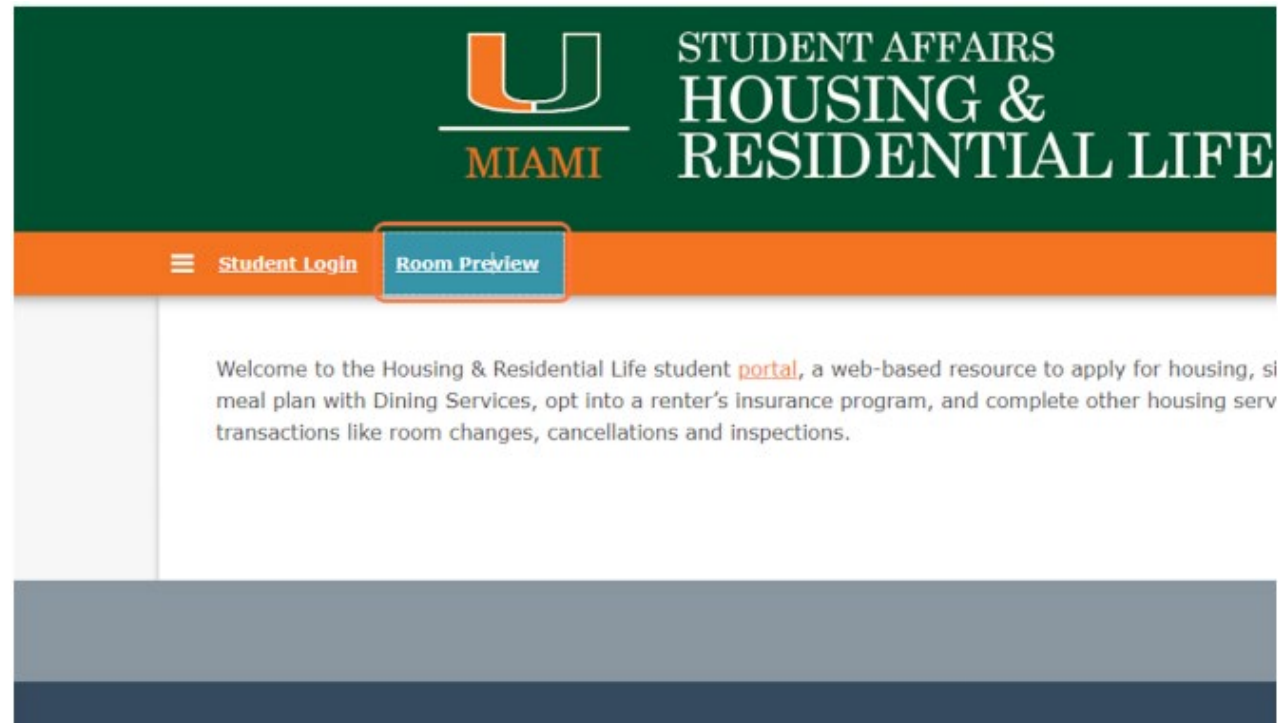 STUDENT AFFAIRS
HOUSING &
RESIDENTIAL LIFE
MIAMI
Student Login
Room Preview
Welcome to the Housing & Residential Life student portal, a web-based resource to apply for housing, si
meal plan with Dining Services, opt into a renter’s insurance program, and complete other housing serv
transactions like room changes, cancellations and inspections.